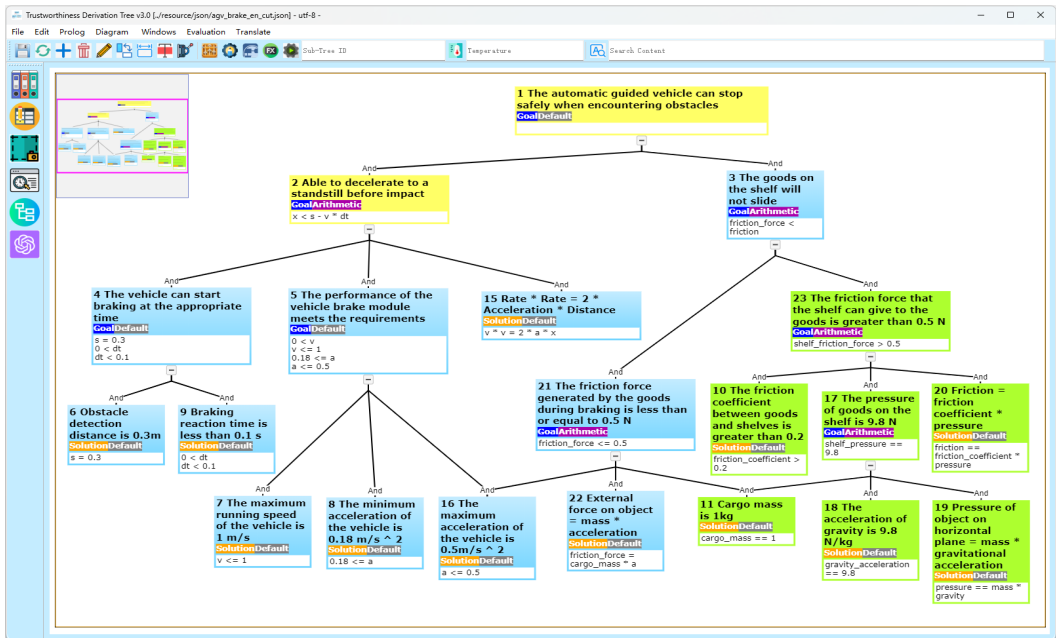 Trustworthiness Derivation Tree v3.0 [../resource/json/agv_brake_en_cut.json] - utf-8 -
File Edit Prolog Diagram Windows Evaluation Translate
Sub-Tree ID
Temperature
Search Content
1 The automatic guided vehicle can stop
safely when encountering obstacles
GoalDefault
And
And
2 Able to decelerate to a
standstill before impact
GoalArithmetic
x < s - v * dt
3 The goods on
the shelf will
not slide
GoalArithmetic
friction_force <
friction
And
And
And
And
4 The vehicle can start
braking at the appropriate
time
GoalDefault
s = 0.3
0 < dt
dt < 0.1
5 The performance of the
vehicle brake module
meets the requirements
GoalDefault
0 < v
v <= 1
0.18 <= a
a <= 0.5
15 Rate * Rate = 2 *
Acceleration * Distance
SolutionDefault
v * v = 2 * a * x
23 The friction force that
the shelf can give to the
goods is greater than 0.5 N
GoalArithmetic
shelf_friction_force > 0.5
And
And
And
And
And
And
6 Obstacle
detection
distance is 0.3m
SolutionDefault
s = 0.3
9 Braking
reaction time is
less than 0.1 s
SolutionDefault
0 < dt
dt < 0.1
21 The friction force
generated by the goods
during braking is less than
or equal to 0.5 N
GoalArithmetic
friction_force <= 0.5
10 The friction
coefficient
between goods
and shelves is
greater than 0.2
SolutionDefault
friction_coefficient >
0.2
17 The pressure
of goods on the
shelf is 9.8 N
GoalArithmetic
shelf_pressure ==
9.8
20 Friction =
friction
coefficient *
pressure
SolutionDefault
friction ==
friction_coefficient *
pressure
And
And
And
And
And
And
And
7 The maximum
running speed
of the vehicle is
1 m/s
SolutionDefault
v <= 1
8 The minimum
acceleration of
the vehicle is
0.18 m/s ^ 2
SolutionDefault
0.18 <= a
16 The
maximum
acceleration of
the vehicle is
0.5m/s ^ 2
SolutionDefault
a <= 0.5
22 External
force on object
= mass *
acceleration
SolutionDefault
friction_force =
cargo_mass * a
11 Cargo mass
is 1kg
SolutionDefault
cargo_mass == 1
18 The
acceleration of
gravity is 9.8
N/kg
SolutionDefault
gravity_acceleration
== 9.8
19 Pressure of
object on
horizontal
plane = mass *
gravitational
acceleration
SolutionDefault
pressure == mass *
gravity